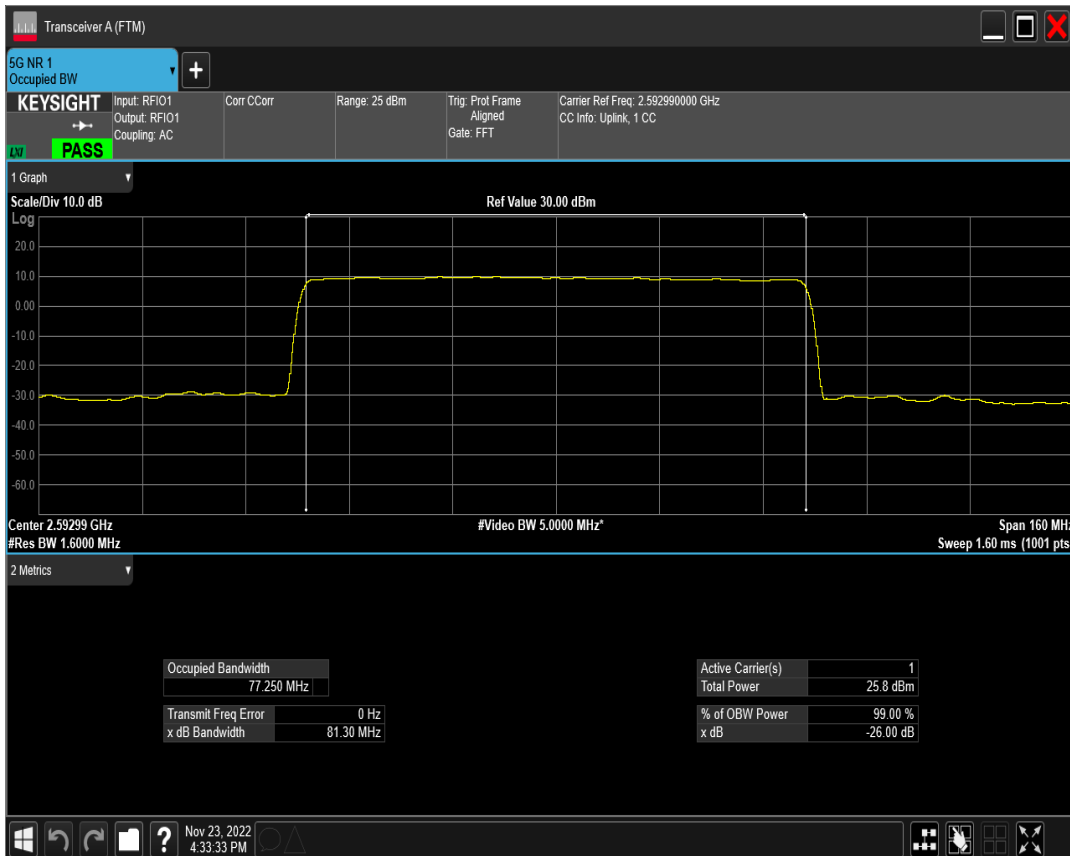 Transceiver A (FTM)
5G NR 1
Occupied BW
+
KEYSIGHT
LXI
PASS
Input: RFIO1
Output: RFIO1
Coupling: AC
Corr CCorr
Range: 25 dBm
Trig: Prot Frame
Aligned
Gate: FFT
Carrier Ref Freq: 2.592990000 GHz
CC Info: Uplink, 1 CC
1 Graph
Scale/Div 10.0 dB
Ref Value 30.00 dBm
Log
20.0
10.0
0.00
-10.0
-20.0
-30.0
-40.0
-50.0
-60.0
Center 2.59299 GHz
#Video BW 5.0000 MHz*
Span 160 MHz
#Res BW 1.6000 MHz
Sweep 1.60 ms (1001 pts
2 Metrics
Occupied Bandwidth
77.250 MHz
Transmit Freq Error 0 Hz
x dB Bandwidth 81.30 MHz
Active Carrier(s) 1
Total Power 25.8 dBm
% of OBW Power 99.00 %
x dB -26.00 dB
?
Nov 23, 2022
4:33:33 PM